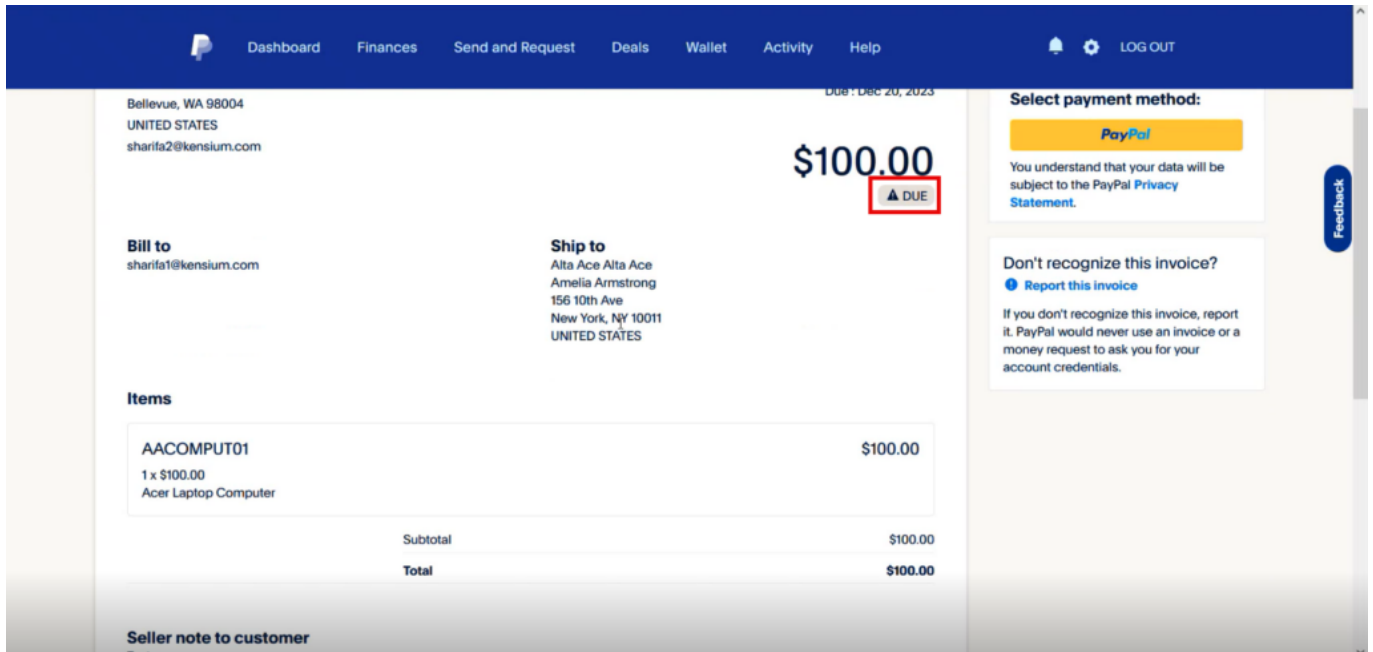 Dashboard Finances Send and Request Deals Wallet Activity Help LOG OUT
Bellevue, WA 98004
UNITED STATES
sharifa2@kensium.com
Due : Dec 20, 2023
$100.00
DUE
Bill to
sharifa1@kensium.com
Ship to
Alta Ace Alta Ace
Amelia Armstrong
156 10th Ave
New York, NY 10011
UNITED STATES
Items
AACOMPUT01 $100.00
1 x $100.00
Acer Laptop Computer
Subtotal $100.00
Total $100.00
Seller note to customer
Select payment method:
PayPal
You understand that your data will be
subject to the PayPal Privacy
Statement.
Don't recognize this invoice?
Report this invoice
If you don't recognize this invoice, report
it. PayPal would never use an invoice or a
money request to ask you for your
account credentials.
Feedback